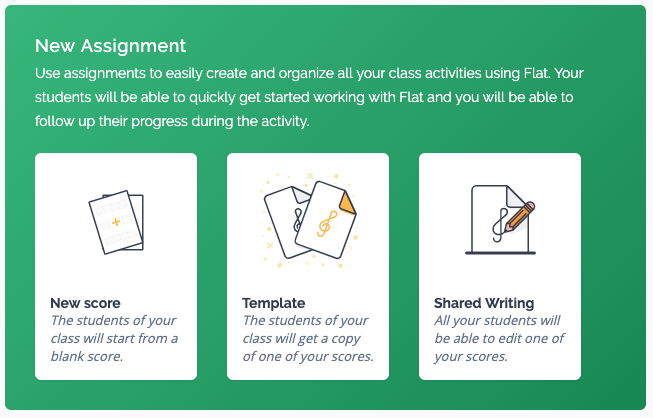 New Assignment
Use assignments to easily create and organize all your class activities using Flat. Your
students will be able to quickly get started working with Flat and you will be able to
follow up their progress during the activity.
New score
The students of your
class will start from a
blank score.
Template
The students of your
class will get a copy
of one of your scores.
Shared Writing
All your students will
be able to edit one of
your scores.